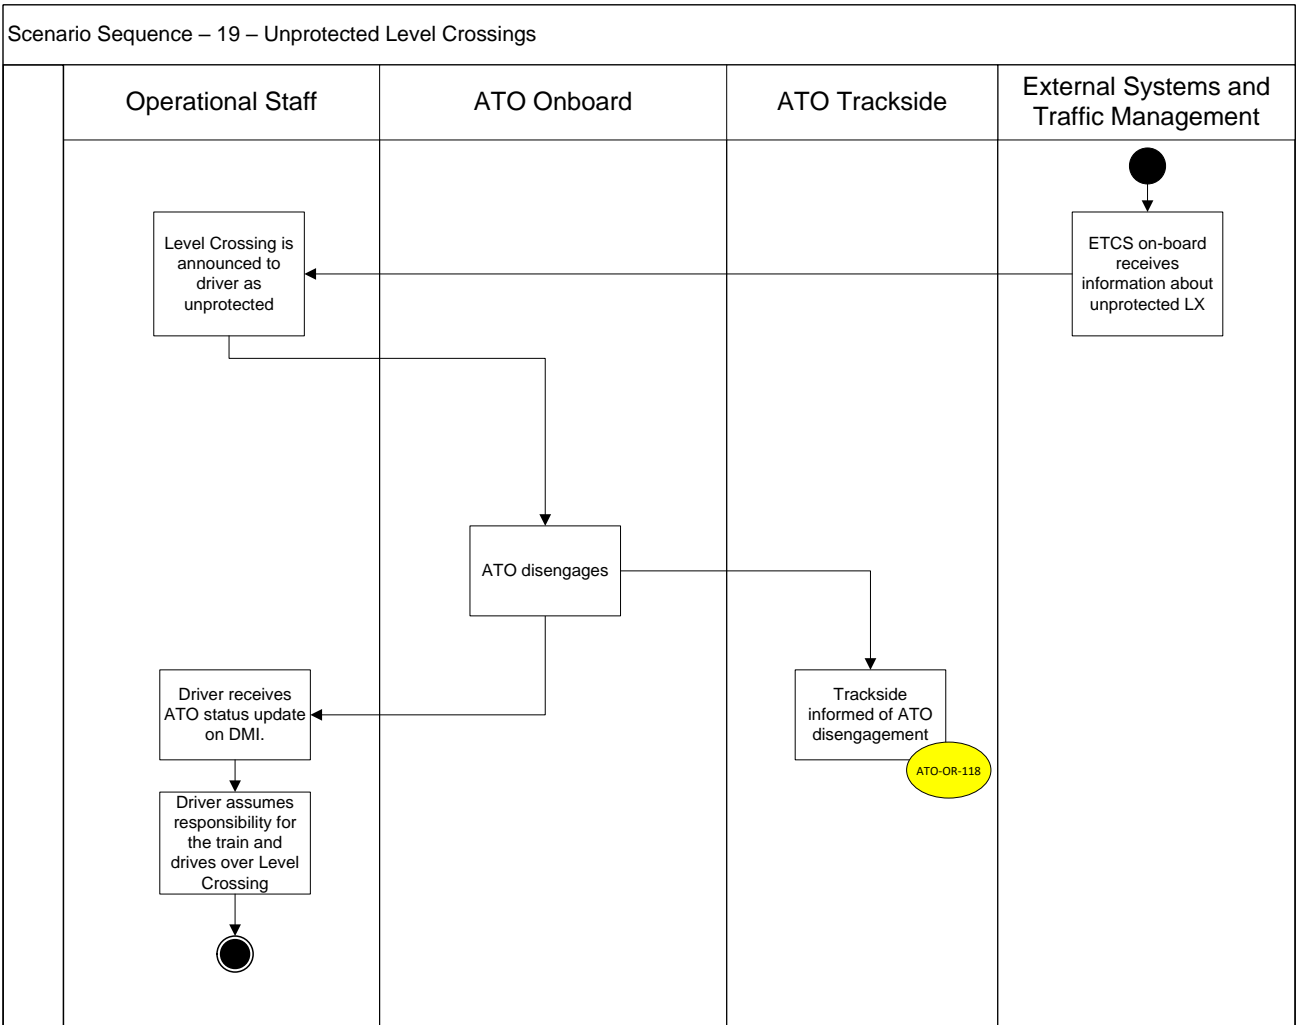 Scenario Sequence – 19 – Unprotected Level Crossings
Operational Staff
ATO Onboard
ATO Trackside
External Systems and
Traffic Management
Level Crossing is
announced to
driver as
unprotected
ETCS on-board
receives
information about
unprotected LX
ATO disengages
Driver receives
ATO status update
on DMI.
Trackside
informed of ATO
disengagement
ATO-OR-118
Driver assumes
responsibility for
the train and
drives over Level
Crossing